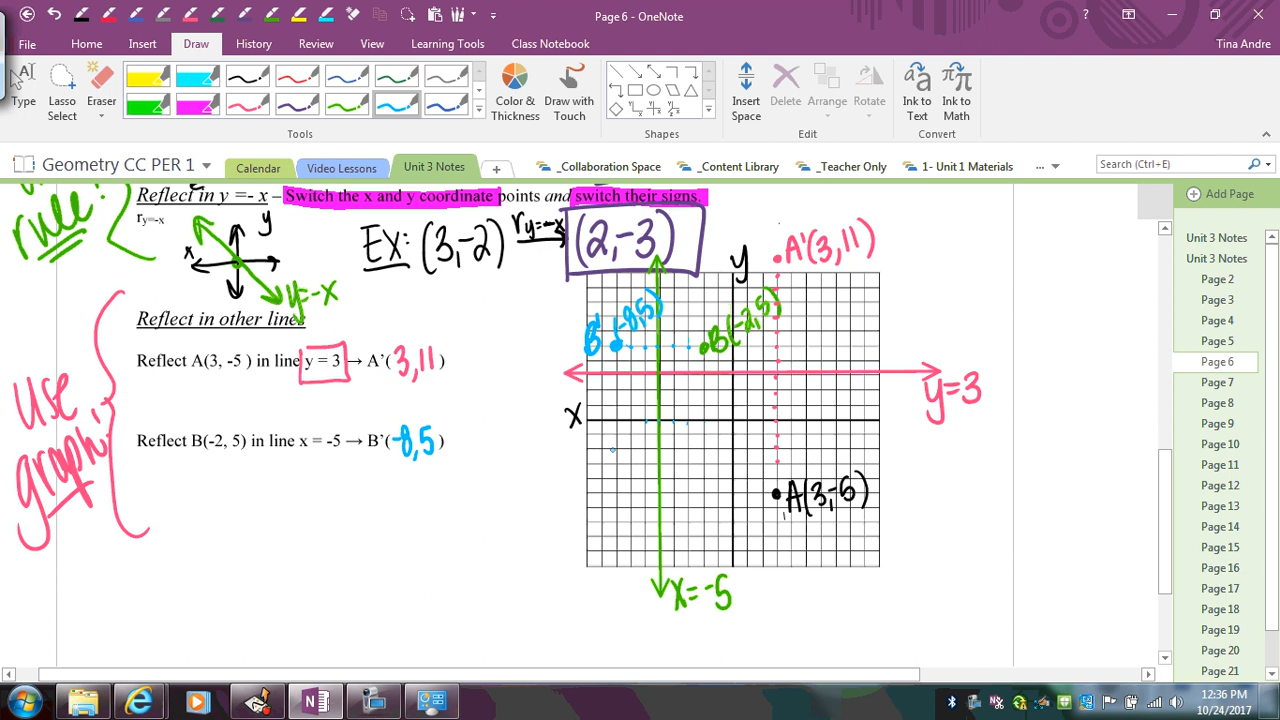 Page 6 - OneNote
Tina Andre
File
Home
Insert
Draw
History
Review
View
Learning Tools
Class Notebook
Type
Lasso Select
Eraser
Tools
Color & Thickness
Draw with Touch
Shapes
Insert Space
Delete
Arrange
Rotate
Edit
Ink to Text
Ink to Math
Convert
Geometry CC PER 1
Calendar
Video Lessons
Unit 3 Notes
+
_Collaboration Space
_Content Library
_Teacher Only
1- Unit 1 Materials
...
Search (Ctrl+E)
Add Page
rule!
Reflect in y =- x – Switch the x and y coordinate points and switch their signs.
r y=-x
x
y
y=-x
EX: (3,-2) r y=-x (2,-3)
Reflect in other lines
Reflect A(3, -5 ) in line y = 3 → A’( 3,11 )
Reflect B(-2, 5) in line x = -5 → B’( -8,5 )
use
graph!
y
A'(3,11)
B'(-8,5)
B(-2,5)
y=3
x
A(3,-5)
x=-5
Unit 3 Notes
Unit 3 Notes
Page 2
Page 3
Page 4
Page 5
Page 6
Page 7
Page 8
Page 9
Page 10
Page 11
Page 12
Page 13
Page 14
Page 15
Page 16
Page 17
Page 18
Page 19
Page 20
Page 21
12:36 PM
10/24/2017